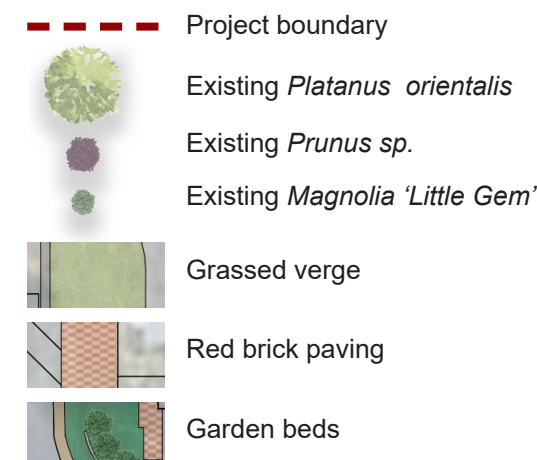 Project boundary
Existing Platanus orientalis
Existing Prunus sp.
Existing Magnolia ‘Little Gem’
Grassed verge
Red brick paving
Garden beds